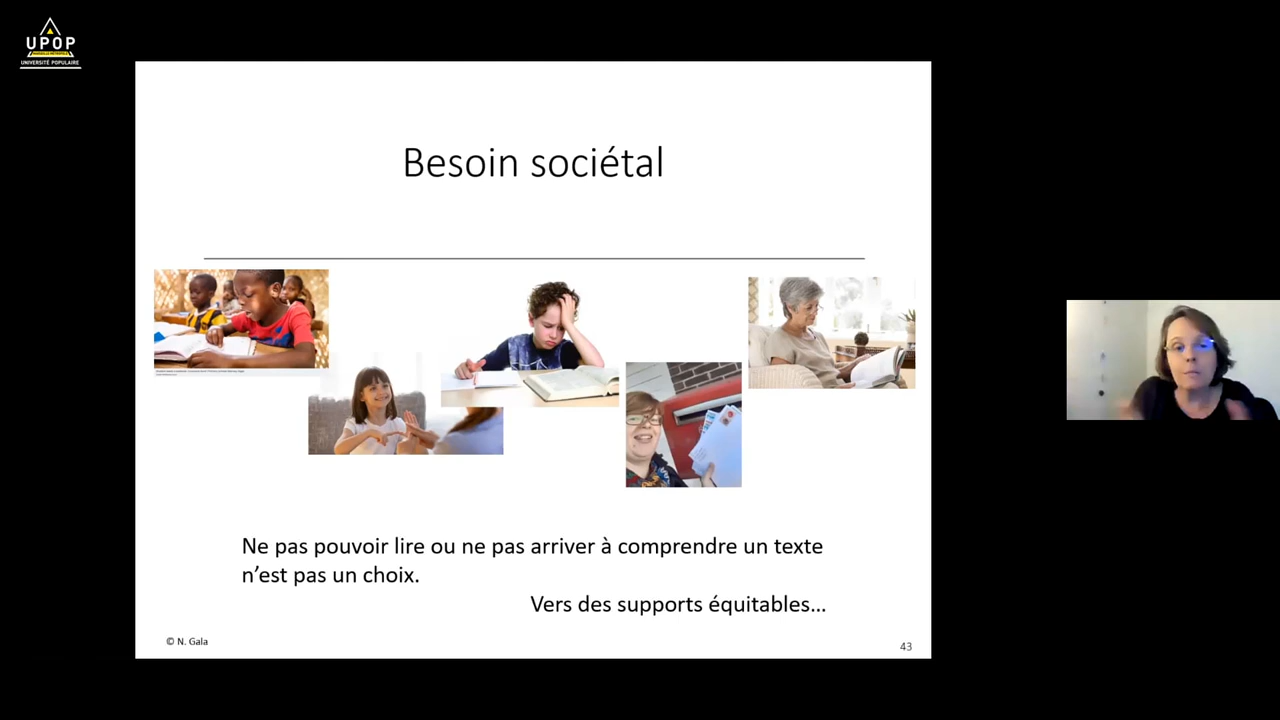 UPOP
UNIVERSITÉ POPULAIRE
Besoin sociétal
Ne pas pouvoir lire ou ne pas arriver à comprendre un texte
n’est pas un choix.
Vers des supports équitables...
© N. Gala
43